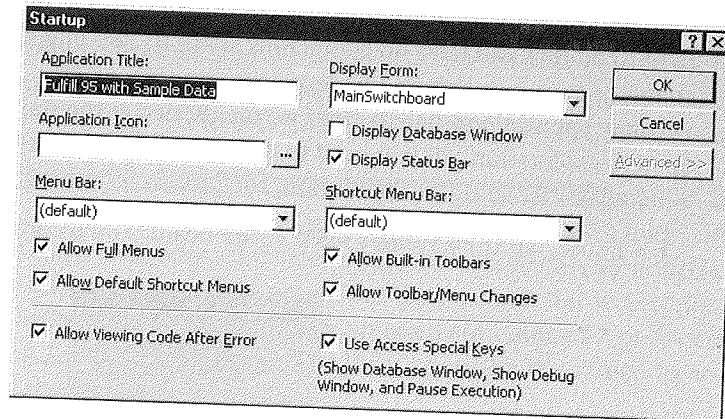 Startup
Application Title:
Fulfill 95 with Sample Data
Application Icon:
...
Menu Bar:
(default)
Allow Full Menus
Allow Default Shortcut Menus
Allow Viewing Code After Error
Display Form:
MainSwitchboard
Display Database Window
Display Status Bar
Shortcut Menu Bar:
(default)
Allow Built-in Toolbars
Allow Toolbar/Menu Changes
Use Access Special Keys
(Show Database Window, Show Debug
Window, and Pause Execution)
OK
Cancel
Advanced >>